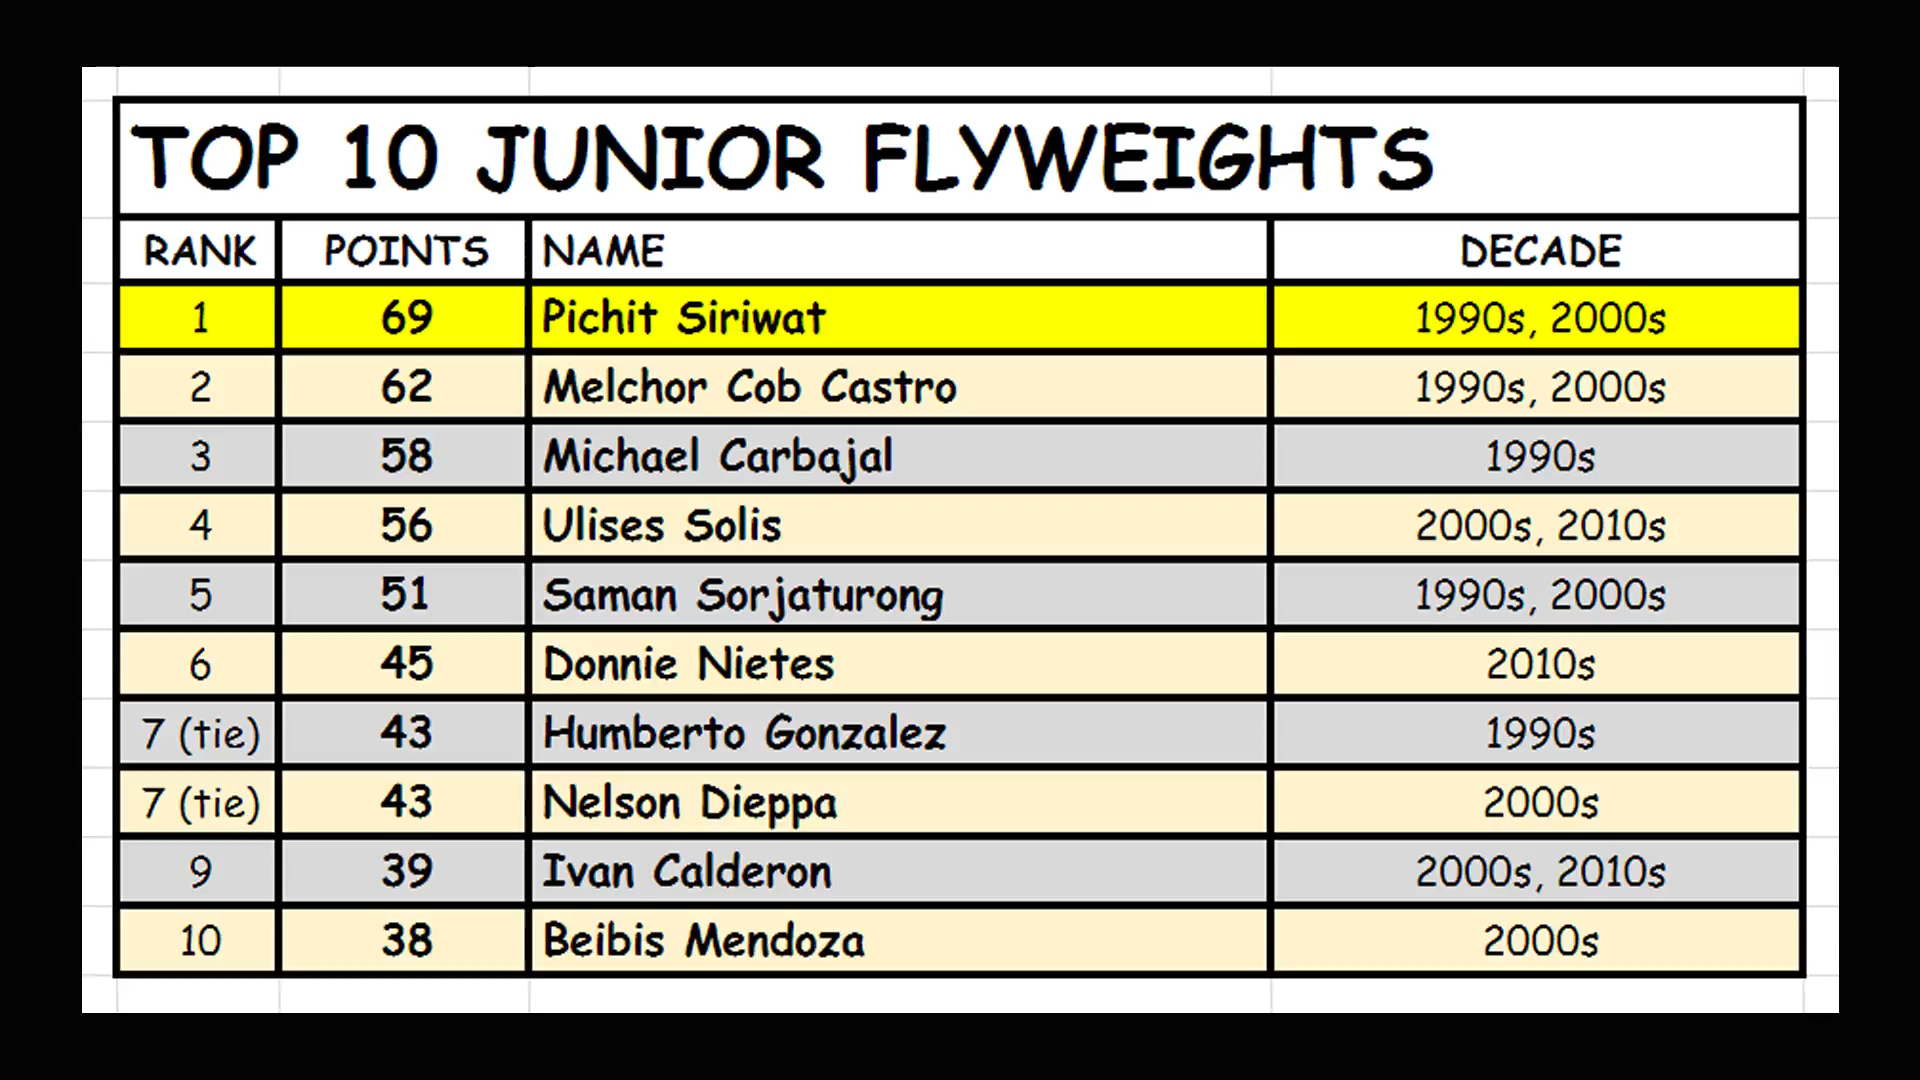 TOP 10 JUNIOR FLYWEIGHTS
RANK POINTS NAME DECADE
1 69 Pichit Siriwat 1990s, 2000s
2 62 Melchor Cob Castro 1990s, 2000s
3 58 Michael Carbajal 1990s
4 56 Ulises Solis 2000s, 2010s
5 51 Saman Sorjaturong 1990s, 2000s
6 45 Donnie Nietes 2010s
7 (tie) 43 Humberto Gonzalez 1990s
7 (tie) 43 Nelson Dieppa 2000s
9 39 Ivan Calderon 2000s, 2010s
10 38 Beibis Mendoza 2000s